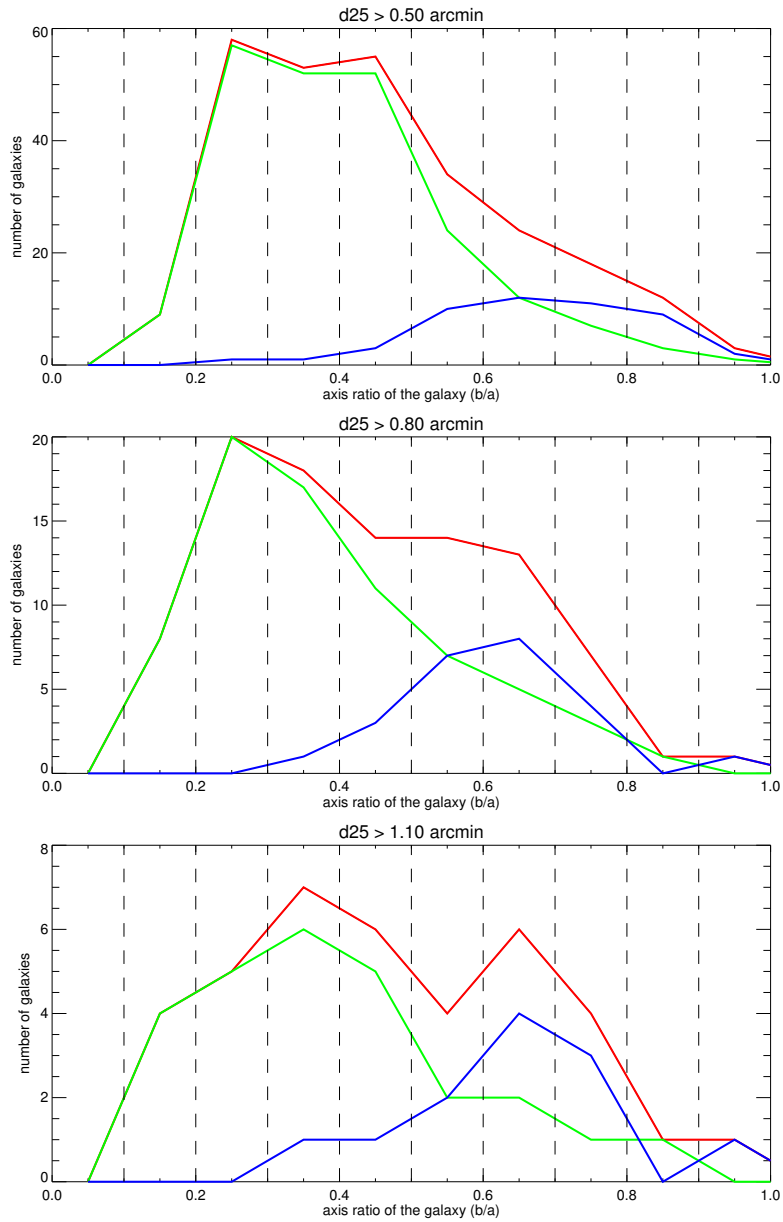 d25 > 0.50 arcmin
60
40
20
0
number of galaxies
0.0 0.2 0.4 0.6 0.8 1.0
axis ratio of the galaxy (b/a)
d25 > 0.80 arcmin
20
15
10
5
0
number of galaxies
0.0 0.2 0.4 0.6 0.8 1.0
axis ratio of the galaxy (b/a)
d25 > 1.10 arcmin
8
6
4
2
0
number of galaxies
0.0 0.2 0.4 0.6 0.8 1.0
axis ratio of the galaxy (b/a)